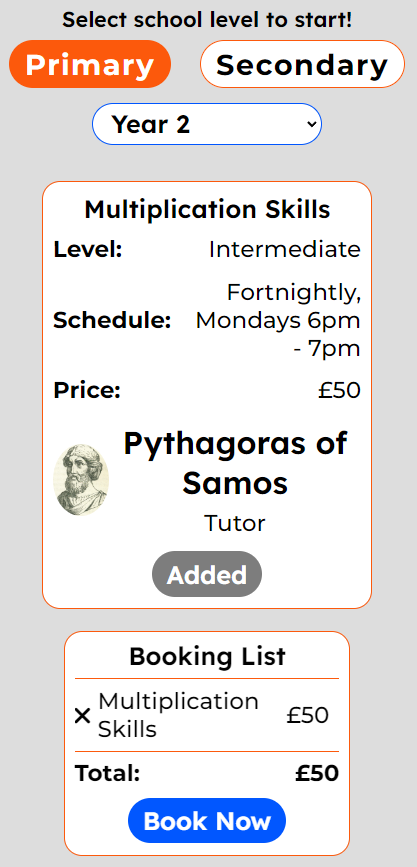 Select school level to start!
Primary Secondary
Year 2
Multiplication Skills
Level: Intermediate
Fortnightly,
Schedule: Mondays 6pm
- 7pm
Price: £50
Pythagoras of
Samos
Tutor
Added
Booking List
Multiplication
Skills £50
Total: £50
Book Now